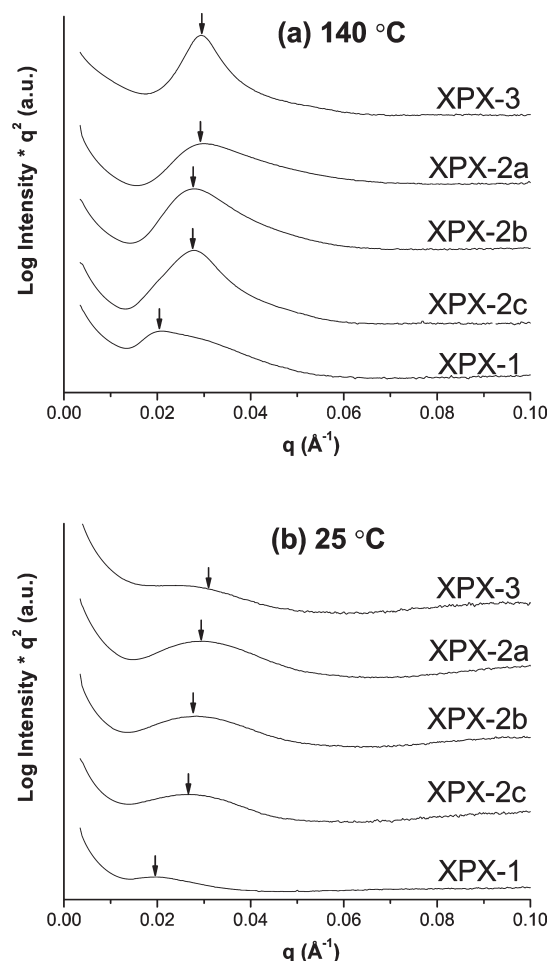 (a) 140 °C
Log Intensity * q² (a.u.)
XPX-3
XPX-2a
XPX-2b
XPX-2c
XPX-1
0.00 0.02 0.04 0.06 0.08 0.10
q (Å⁻¹)
(b) 25 °C
Log Intensity * q² (a.u.)
XPX-3
XPX-2a
XPX-2b
XPX-2c
XPX-1
0.00 0.02 0.04 0.06 0.08 0.10
q (Å⁻¹)